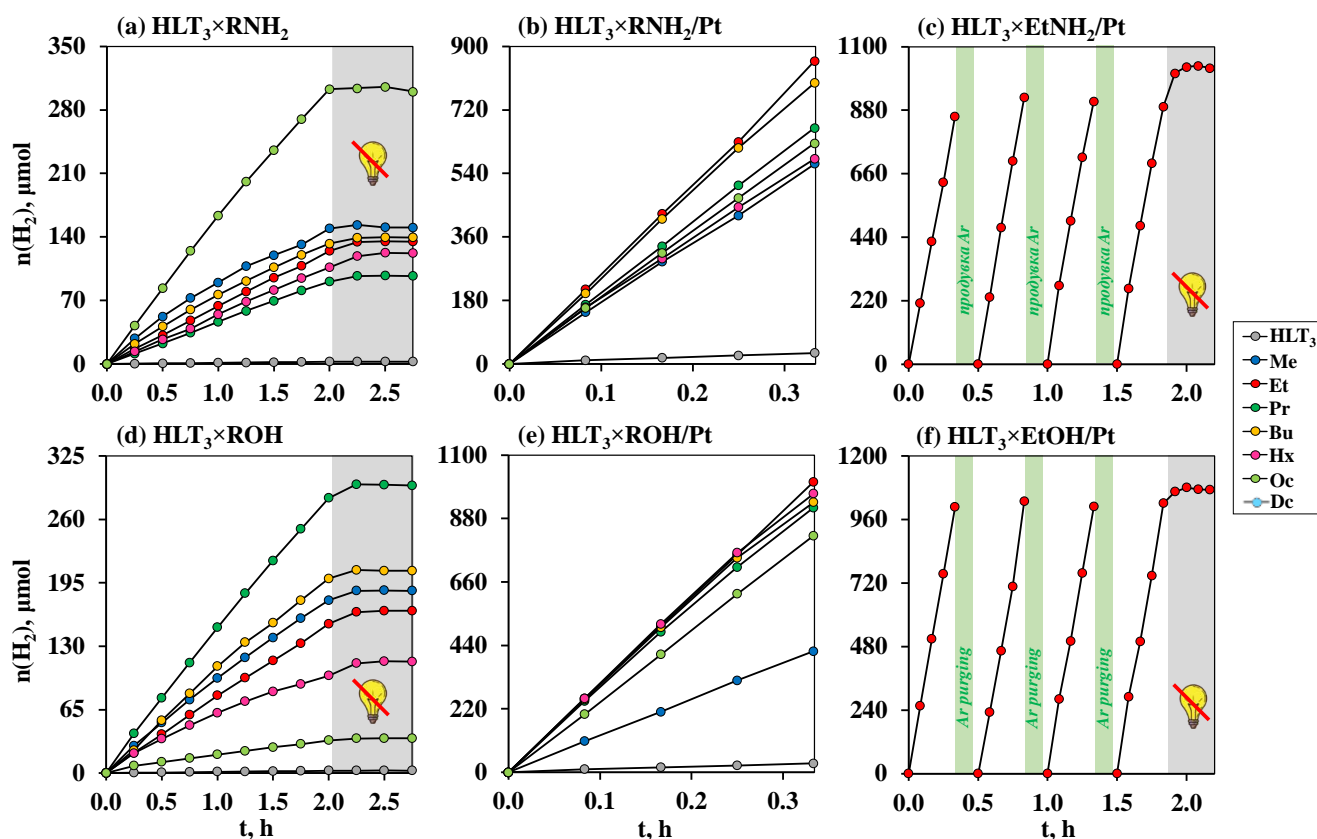 (a) HLT₃×RNH₂
(b) HLT₃×RNH₂/Pt
(c) HLT₃×EtNH₂/Pt
n(H₂), μmol
350
280
210
140
70
0
0.0 0.5 1.0 1.5 2.0 2.5
900
720
540
360
180
0
0.0 0.1 0.2 0.3
1100
880
660
440
220
0
0.0 0.5 1.0 1.5 2.0
продувка Ar
продувка Ar
продувка Ar
HLT₃
Me
Et
Pr
Bu
Hx
Oc
Dc
(d) HLT₃×ROH
(e) HLT₃×ROH/Pt
(f) HLT₃×EtOH/Pt
n(H₂), μmol
325
260
195
130
65
0
0.0 0.5 1.0 1.5 2.0 2.5
t, h
1100
880
660
440
220
0
0.0 0.1 0.2 0.3
t, h
1200
960
720
480
240
0
0.0 0.5 1.0 1.5 2.0
t, h
Ar purging
Ar purging
Ar purging